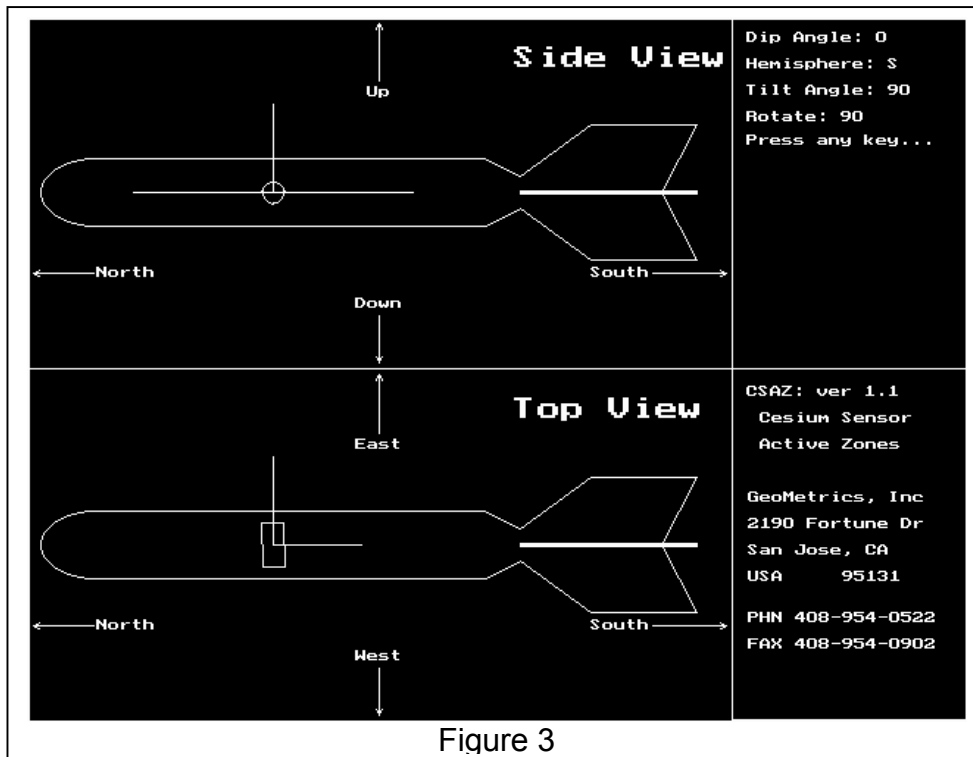 Side View
Up
North
South
Down
Dip Angle: 0
Hemisphere: S
Tilt Angle: 90
Rotate: 90
Press any key...
Top View
East
North
South
West
CSAZ: ver 1.1
Cesium Sensor
Active Zones
GeoMetrics, Inc
2190 Fortune Dr
San Jose, CA
USA 95131
PHN 408-954-0522
FAX 408-954-0902
Figure 3